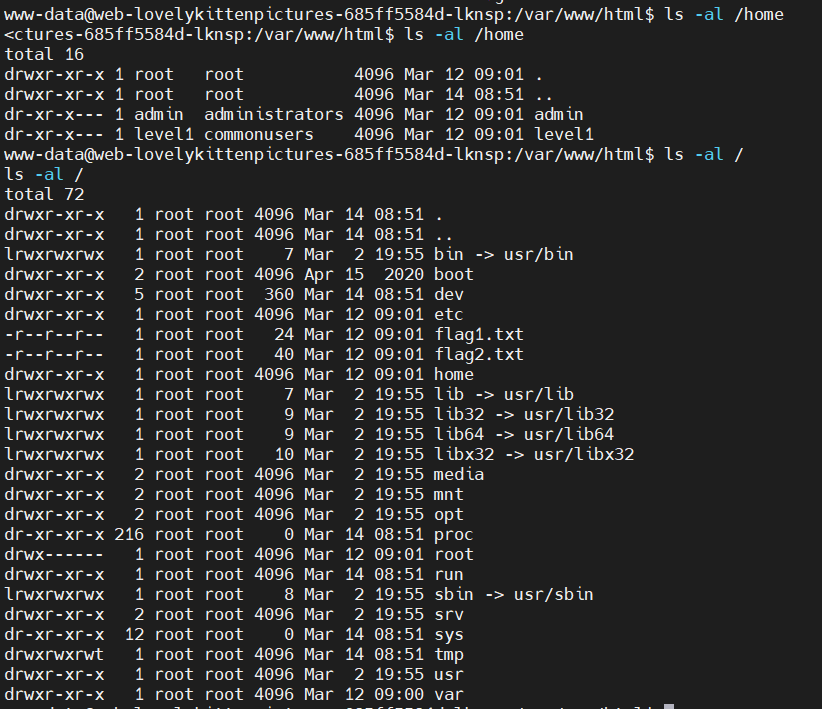 www-data@web-lovelykittenpictures-685ff5584d-lknsp:/var/www/html$ ls -al /home
<ctures-685ff5584d-lknsp:/var/www/html$ ls -al /home
total 16
drwxr-xr-x 1 root   root           4096 Mar 12 09:01 .
drwxr-xr-x 1 root   root           4096 Mar 14 08:51 ..
dr-xr-x--- 1 admin  administrators 4096 Mar 12 09:01 admin
dr-xr-x--- 1 level1 commonusers    4096 Mar 12 09:01 level1
www-data@web-lovelykittenpictures-685ff5584d-lknsp:/var/www/html$ ls -al /
ls -al /
total 72
drwxr-xr-x   1 root root 4096 Mar 14 08:51 .
drwxr-xr-x   1 root root 4096 Mar 14 08:51 ..
lrwxrwxrwx   1 root root    7 Mar  2 19:55 bin -> usr/bin
drwxr-xr-x   2 root root 4096 Apr 15  2020 boot
drwxr-xr-x   5 root root  360 Mar 14 08:51 dev
drwxr-xr-x   1 root root 4096 Mar 12 09:01 etc
-r--r--r--   1 root root   24 Mar 12 09:01 flag1.txt
-r--r--r--   1 root root   40 Mar 12 09:01 flag2.txt
drwxr-xr-x   1 root root 4096 Mar 12 09:01 home
lrwxrwxrwx   1 root root    7 Mar  2 19:55 lib -> usr/lib
lrwxrwxrwx   1 root root    9 Mar  2 19:55 lib32 -> usr/lib32
lrwxrwxrwx   1 root root    9 Mar  2 19:55 lib64 -> usr/lib64
lrwxrwxrwx   1 root root   10 Mar  2 19:55 libx32 -> usr/libx32
drwxr-xr-x   2 root root 4096 Mar  2 19:55 media
drwxr-xr-x   2 root root 4096 Mar  2 19:55 mnt
drwxr-xr-x   2 root root 4096 Mar  2 19:55 opt
dr-xr-xr-x 216 root root    0 Mar 14 08:51 proc
drwx------   1 root root 4096 Mar 12 09:01 root
drwxr-xr-x   1 root root 4096 Mar 14 08:51 run
lrwxrwxrwx   1 root root    8 Mar  2 19:55 sbin -> usr/sbin
drwxr-xr-x   2 root root 4096 Mar  2 19:55 srv
dr-xr-xr-x  12 root root    0 Mar 14 08:51 sys
drwxrwxrwt   1 root root 4096 Mar 14 08:51 tmp
drwxr-xr-x   1 root root 4096 Mar  2 19:55 usr
drwxr-xr-x   1 root root 4096 Mar 12 09:00 var